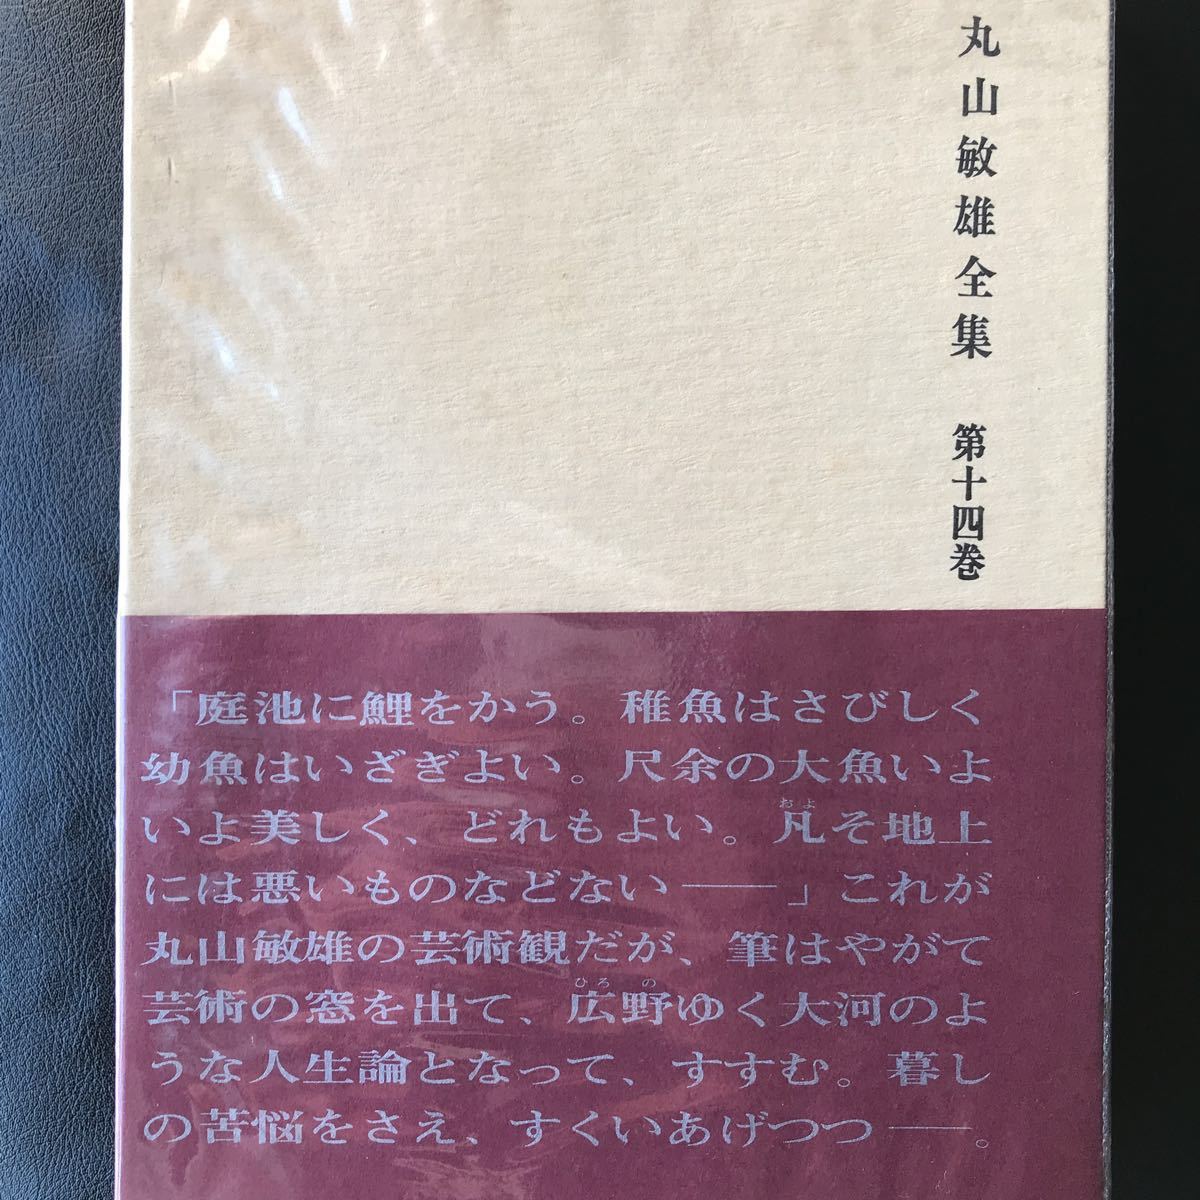 丸山敏雄全集 第十四巻
「庭池に鯉をかう。稚魚はさびしく
幼魚はいざぎよい。尺余の大魚いよ
いよ美しく、どれもよい。凡そ地上
には悪いものなどない――」これが
丸山敏雄の芸術観だが、筆はやがて
芸術の窓を出て、広野ゆく大河のよ
うな人生論となって、すすむ。暮し
の苦悩をさえ、すくいあげつつ――。
およ
ひろ の